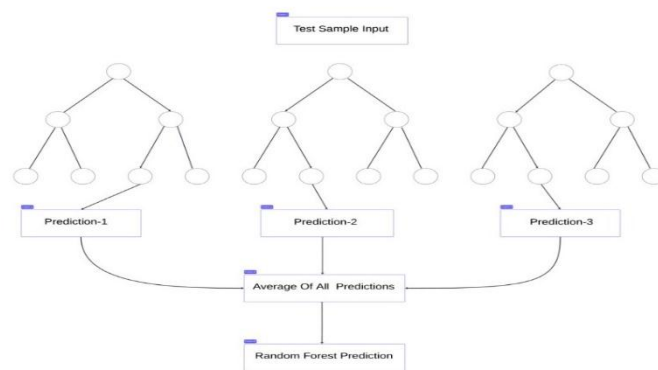 Test Sample Input
Prediction-1
Prediction-2
Prediction-3
Average Of All Predictions
Random Forest Prediction